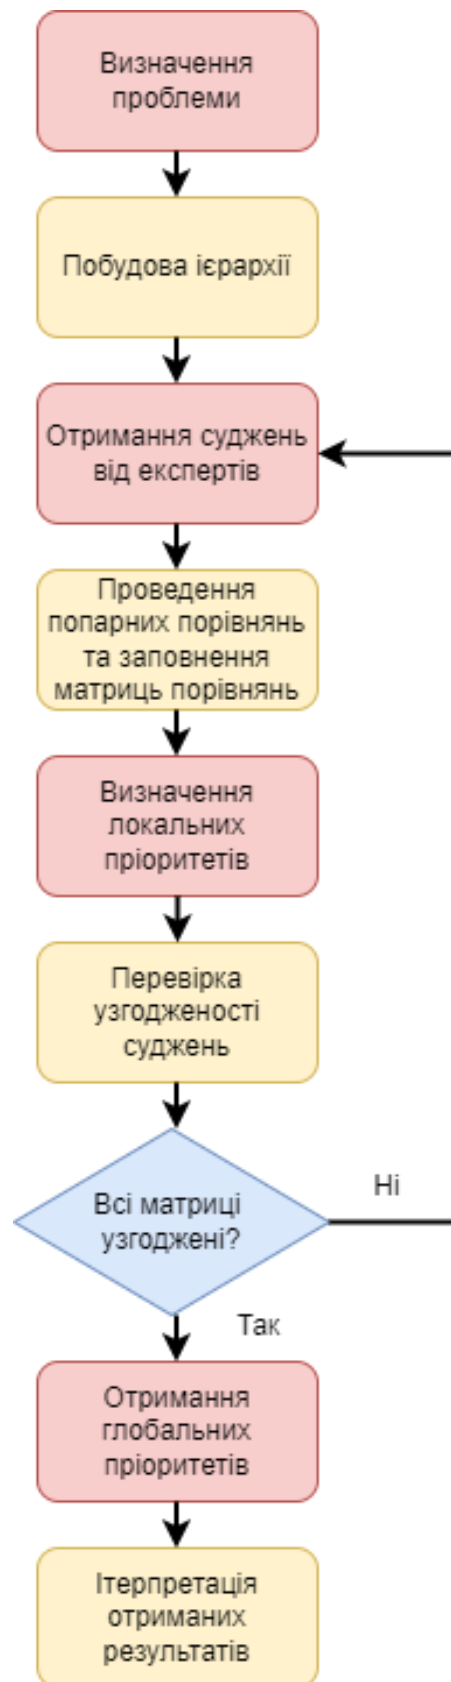 Визначення
проблеми
Побудова ієрархії
Отримання суджень
від експертів
Проведення
попарних порівнянь
та заповнення
матриць порівнянь
Визначення
локальних
пріоритетів
Перевірка
узгодженості
суджень
Всі матриці
узгоджені?
Ні
Так
Отримання
глобальних
пріоритетів
Ітерпретація
отриманих
результатів